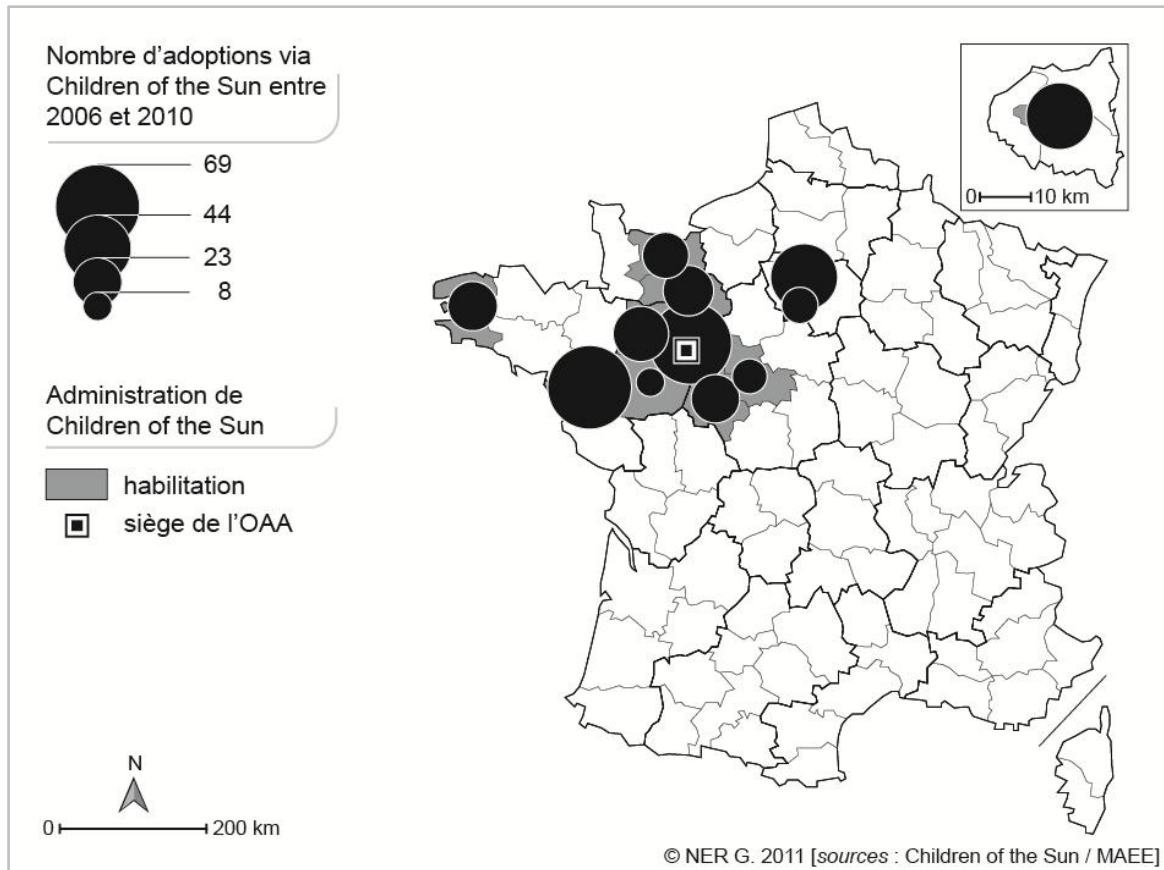 Nombre d'adoptions via
Children of the Sun entre
2006 et 2010
69
44
23
8
Administration de
Children of the Sun
habilitation
siège de l'OAA
N
0 200 km
0 10 km
© NER G. 2011 [sources : Children of the Sun / MAEE]